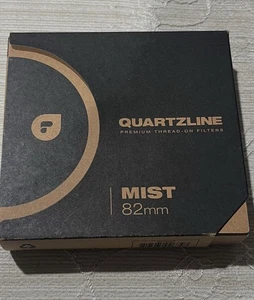 QUARTZLINE
PREMIUM THREAD-ON FILTERS
MIST
82mm